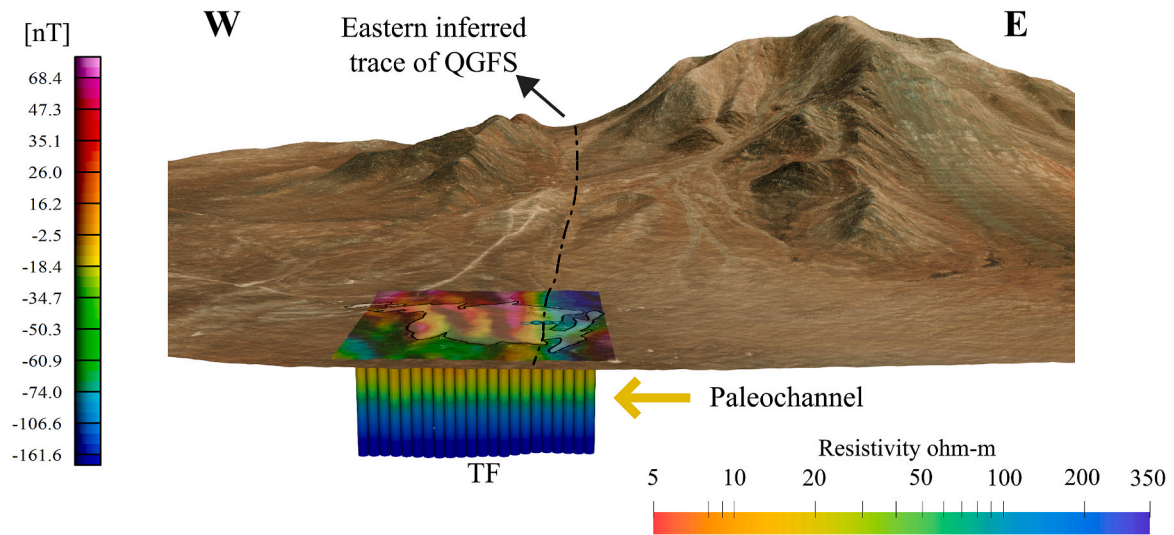 W
E
Eastern inferred
trace of QGFS
[nT]
68.4
47.3
35.1
26.0
16.2
-2.5
-18.4
-34.7
-50.3
-60.9
-74.0
-106.6
-161.6
Paleochannel
TF
Resistivity ohm-m
5 10 20 50 100 200 350